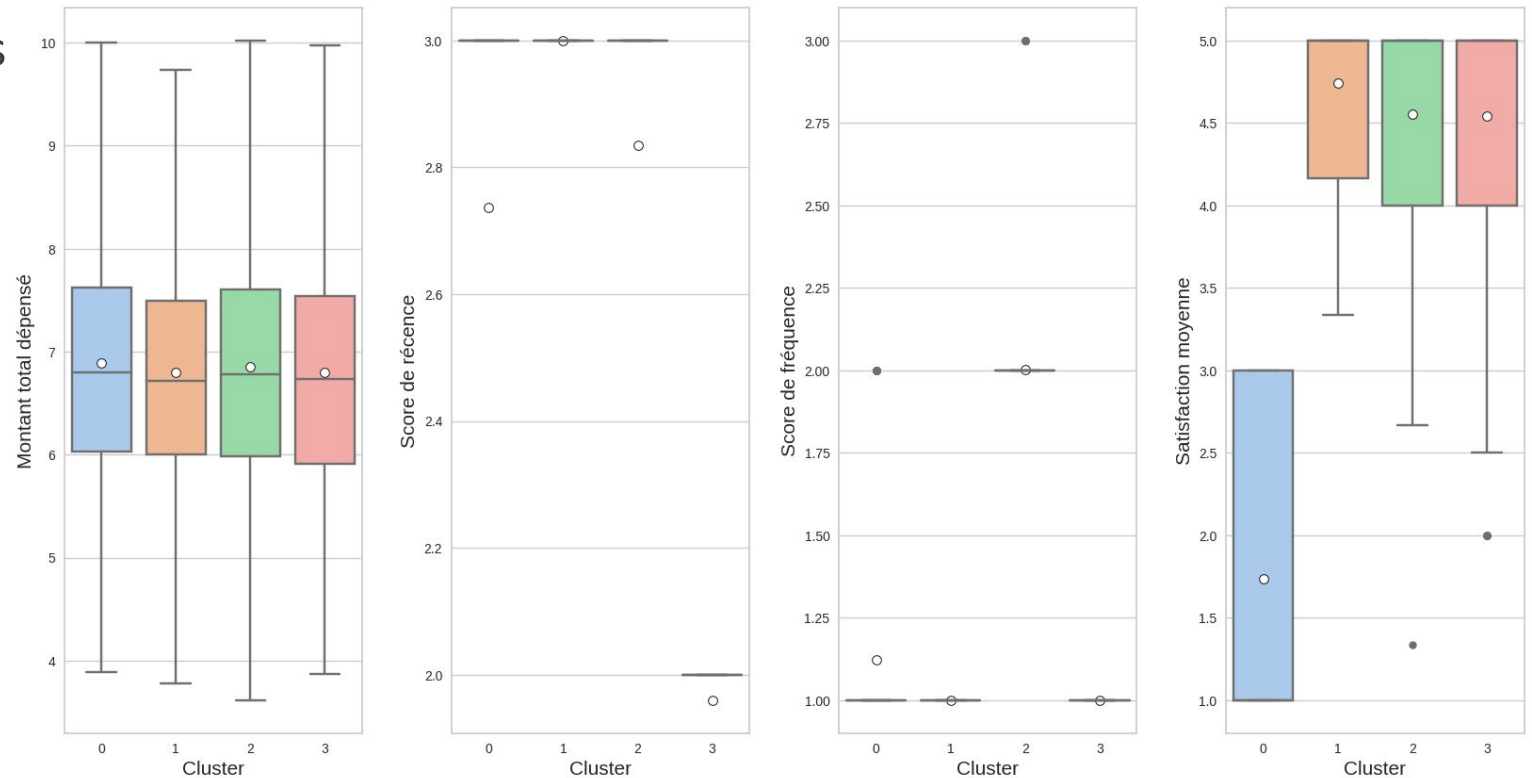 s
Montant total dépensé
10
9
8
7
6
5
4
0 1 2 3
Cluster
Score de récence
3.0
2.8
2.6
2.4
2.2
2.0
0 1 2 3
Cluster
Score de fréquence
3.00
2.75
2.50
2.25
2.00
1.75
1.50
1.25
1.00
0 1 2 3
Cluster
Satisfaction moyenne
5.0
4.5
4.0
3.5
3.0
2.5
2.0
1.5
1.0
0 1 2 3
Cluster